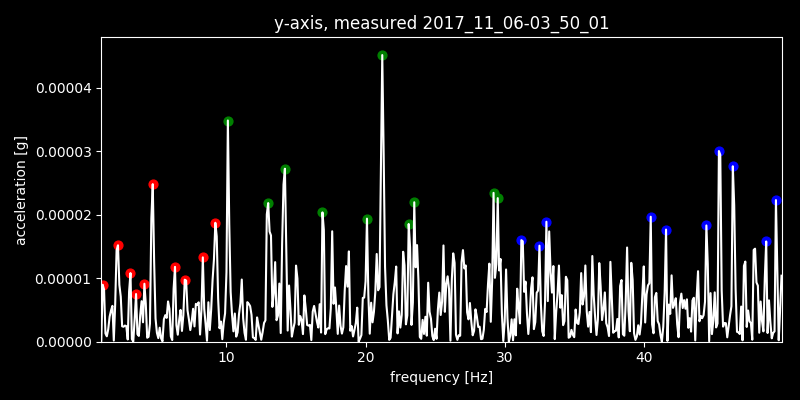 y-axis, measured 2017_11_06-03_50_01
acceleration [g]
0.00004
0.00003
0.00002
0.00001
0.00000
10 20 30 40
frequency [Hz]